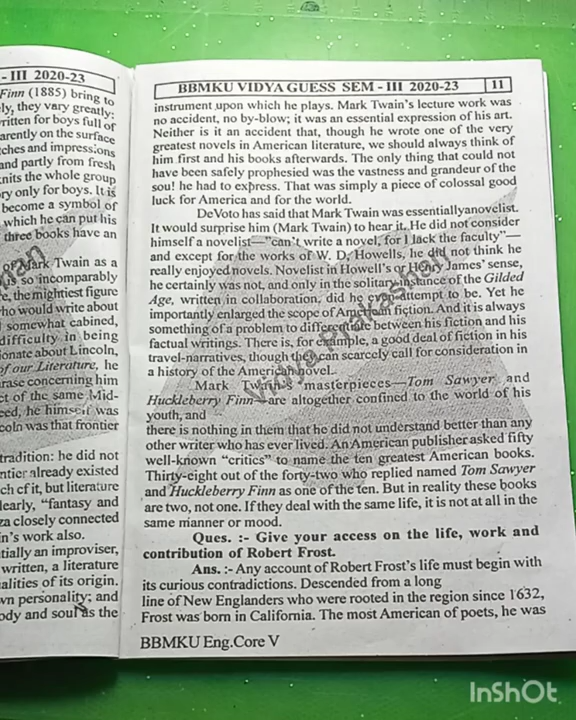 - III 2020-23
Finn (1885) bring to
ly, they vary greatly:
ritten for boys full of
arently on the surface
ches and impressions
and partly from fresh
knits the whole group
ry only for boys. It is
become a symbol of
which he can put his
three books have an
of Mark Twain as a
is so incomparably
e, the mightiest figure
ho would write about
somewhat cabined,
difficulty in being
ionate about Lincoln,
of our Literature, he
rase concerning him
ct of the same Mid-
eed, he himself was
coln was that frontier
tradition: he did not
ntier already existed
ch of it, but literature
learly, "fantasy and
za closely connected
in's work also.
tially an improviser,
written, a literature
alities of its origin.
wn personality; and
ody and soul as the
BBMKU VIDYA GUESS SEM - III 2020-23 11
instrument upon which he plays. Mark Twain's lecture work was
no accident, no by-blow; it was an essential expression of his art.
Neither is it an accident that, though he wrote one of the very
greatest novels in American literature, we should always think of
him first and his books afterwards. The only thing that could not
have been safely prophesied was the vastness and grandeur of the
sou! he had to express. That was simply a piece of colossal good
luck for America and for the world.
DeVoto has said that Mark Twain was essentiallyanovelist.
It would surprise him (Mark Twain) to hear it. He did not consider
himself a novelist—"can't write a novel, for I lack the faculty"—
and except for the works of W. D, Howells, he did not think he
really enjoyed novels. Novelist in Howell's or Henry James' sense,
he certainly was not, and only in the solitary instance of the Gilded
Age, written in collaboration, did he even attempt to be. Yet he
importantly enlarged the scope of American fiction. And it is always
something of a problem to differentiate between his fiction and his
factual writings. There is, for example, a good deal of fiction in his
travel-narratives, though they can scarcely call for consideration in
a history of the American novel.
Mark Twain's masterpieces—Tom Sawyer and
Huckleberry Finn—are altogether confined to the world of his
youth, and
there is nothing in them that he did not understand better than any
other writer who has ever lived. An American publisher asked fifty
well-known "critics" to name the ten greatest American books.
Thirty-eight out of the forty-two who replied named Tom Sawyer
and Huckleberry Finn as one of the ten. But in reality these books
are two, not one. If they deal with the same life, it is not at all in the
same manner or mood.
Ques. :- Give your access on the life, work and
contribution of Robert Frost.
Ans. :- Any account of Robert Frost's life must begin with
its curious contradictions. Descended from a long
line of New Englanders who were rooted in the region since 1632,
Frost was born in California. The most American of poets, he was
BBMKU Eng.Core V
Vidya Prakashan
InShOt